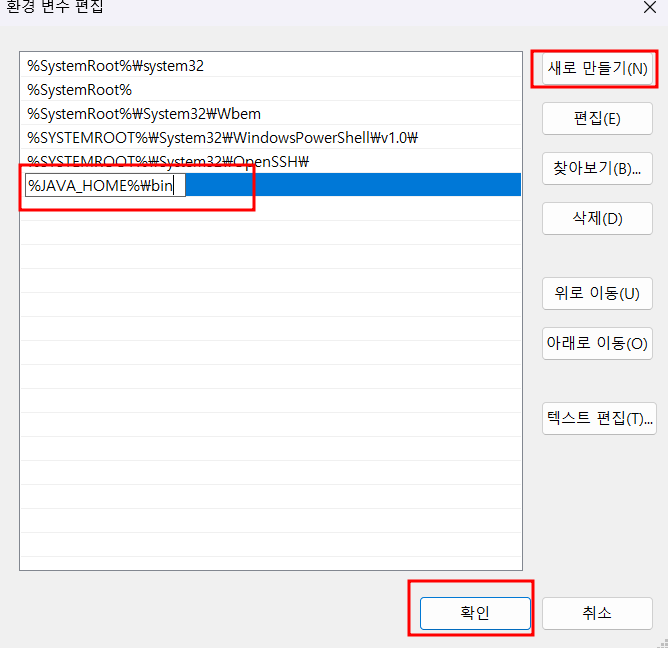 환경 변수 편집
%SystemRoot%₩system32
%SystemRoot%
%SystemRoot%₩System32₩Wbem
%SYSTEMROOT%₩System32₩WindowsPowerShell₩v1.0₩
%SYSTEMROOT%₩System32₩OpenSSH₩
%JAVA_HOME%₩bin
새로 만들기(N)
편집(E)
찾아보기(B)...
삭제(D)
위로 이동(U)
아래로 이동(O)
텍스트 편집(T)...
확인
취소